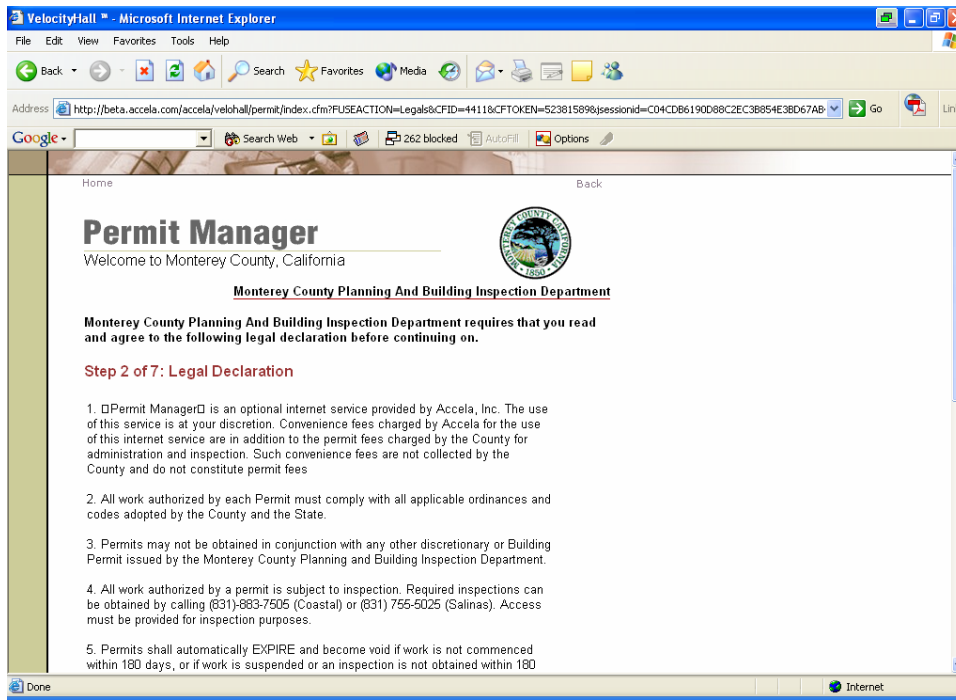 VelocityHall ™ - Microsoft Internet Explorer
File Edit View Favorites Tools Help
Back Search Favorites Media
Address http://beta.accela.com/accela/velohall/permit/index.cfm?FUSEACTION=Legals&CFID=44118&CFTOKEN=52381589&jsessionid=C04CDB6190D88C2EC3B854E3BD67AB Go Lin
Google Search Web 262 blocked AutoFill Options
Home Back
Permit Manager
Welcome to Monterey County, California
MONTEREY COUNTY CALIFORNIA
1850
Monterey County Planning And Building Inspection Department
Monterey County Planning And Building Inspection Department requires that you read
and agree to the following legal declaration before continuing on.
Step 2 of 7: Legal Declaration
1. □Permit Manager□ is an optional internet service provided by Accela, Inc. The use
of this service is at your discretion. Convenience fees charged by Accela for the use
of this internet service are in addition to the permit fees charged by the County for
administration and inspection. Such convenience fees are not collected by the
County and do not constitute permit fees
2. All work authorized by each Permit must comply with all applicable ordinances and
codes adopted by the County and the State.
3. Permits may not be obtained in conjunction with any other discretionary or Building
Permit issued by the Monterey County Planning and Building Inspection Department.
4. All work authorized by a permit is subject to inspection. Required inspections can
be obtained by calling (831)-883-7505 (Coastal) or (831) 755-5025 (Salinas). Access
must be provided for inspection purposes.
5. Permits shall automatically EXPIRE and become void if work is not commenced
within 180 days, or if work is suspended or an inspection is not obtained within 180
Done Internet